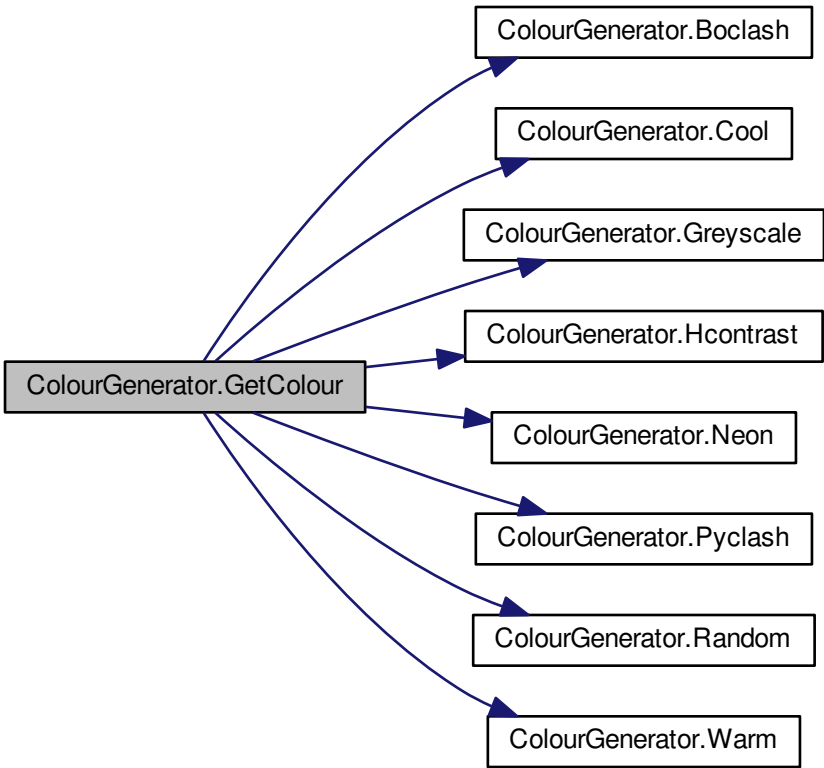 ColourGenerator.Boclash
ColourGenerator.Cool
ColourGenerator.Greyscale
ColourGenerator.Hcontrast
ColourGenerator.GetColour
ColourGenerator.Neon
ColourGenerator.Pyclash
ColourGenerator.Random
ColourGenerator.Warm